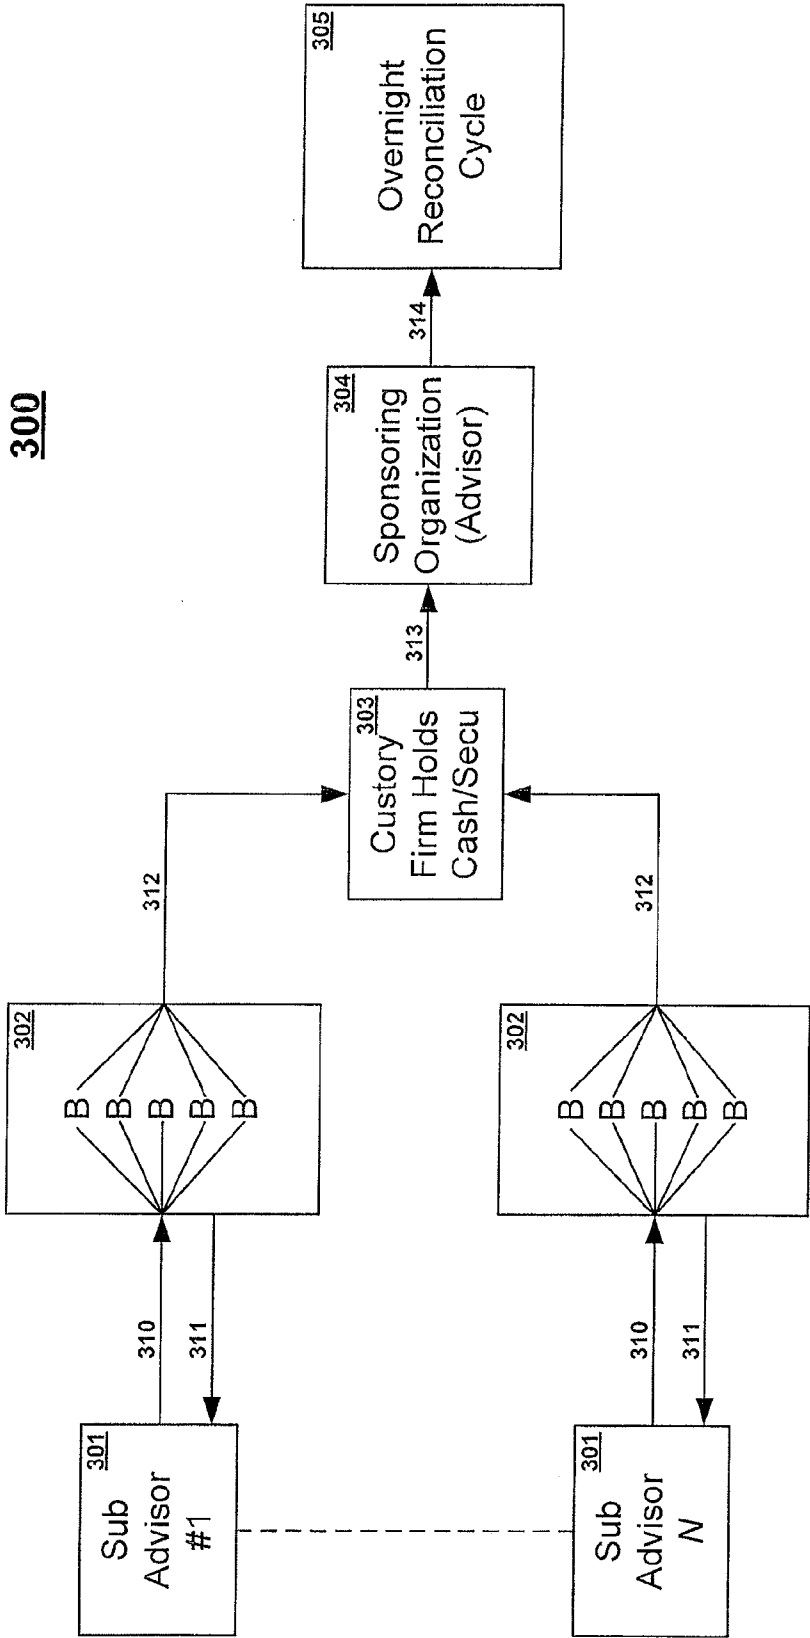 300
301
Sub
Advisor
#1
310
311
302
B
B
B
B
B
312
301
Sub
Advisor
N
310
311
302
B
B
B
B
B
312
303
Custory
Firm Holds
Cash/Secu
313
304
Sponsoring
Organization
(Advisor)
314
305
Overnight
Reconciliation
Cycle